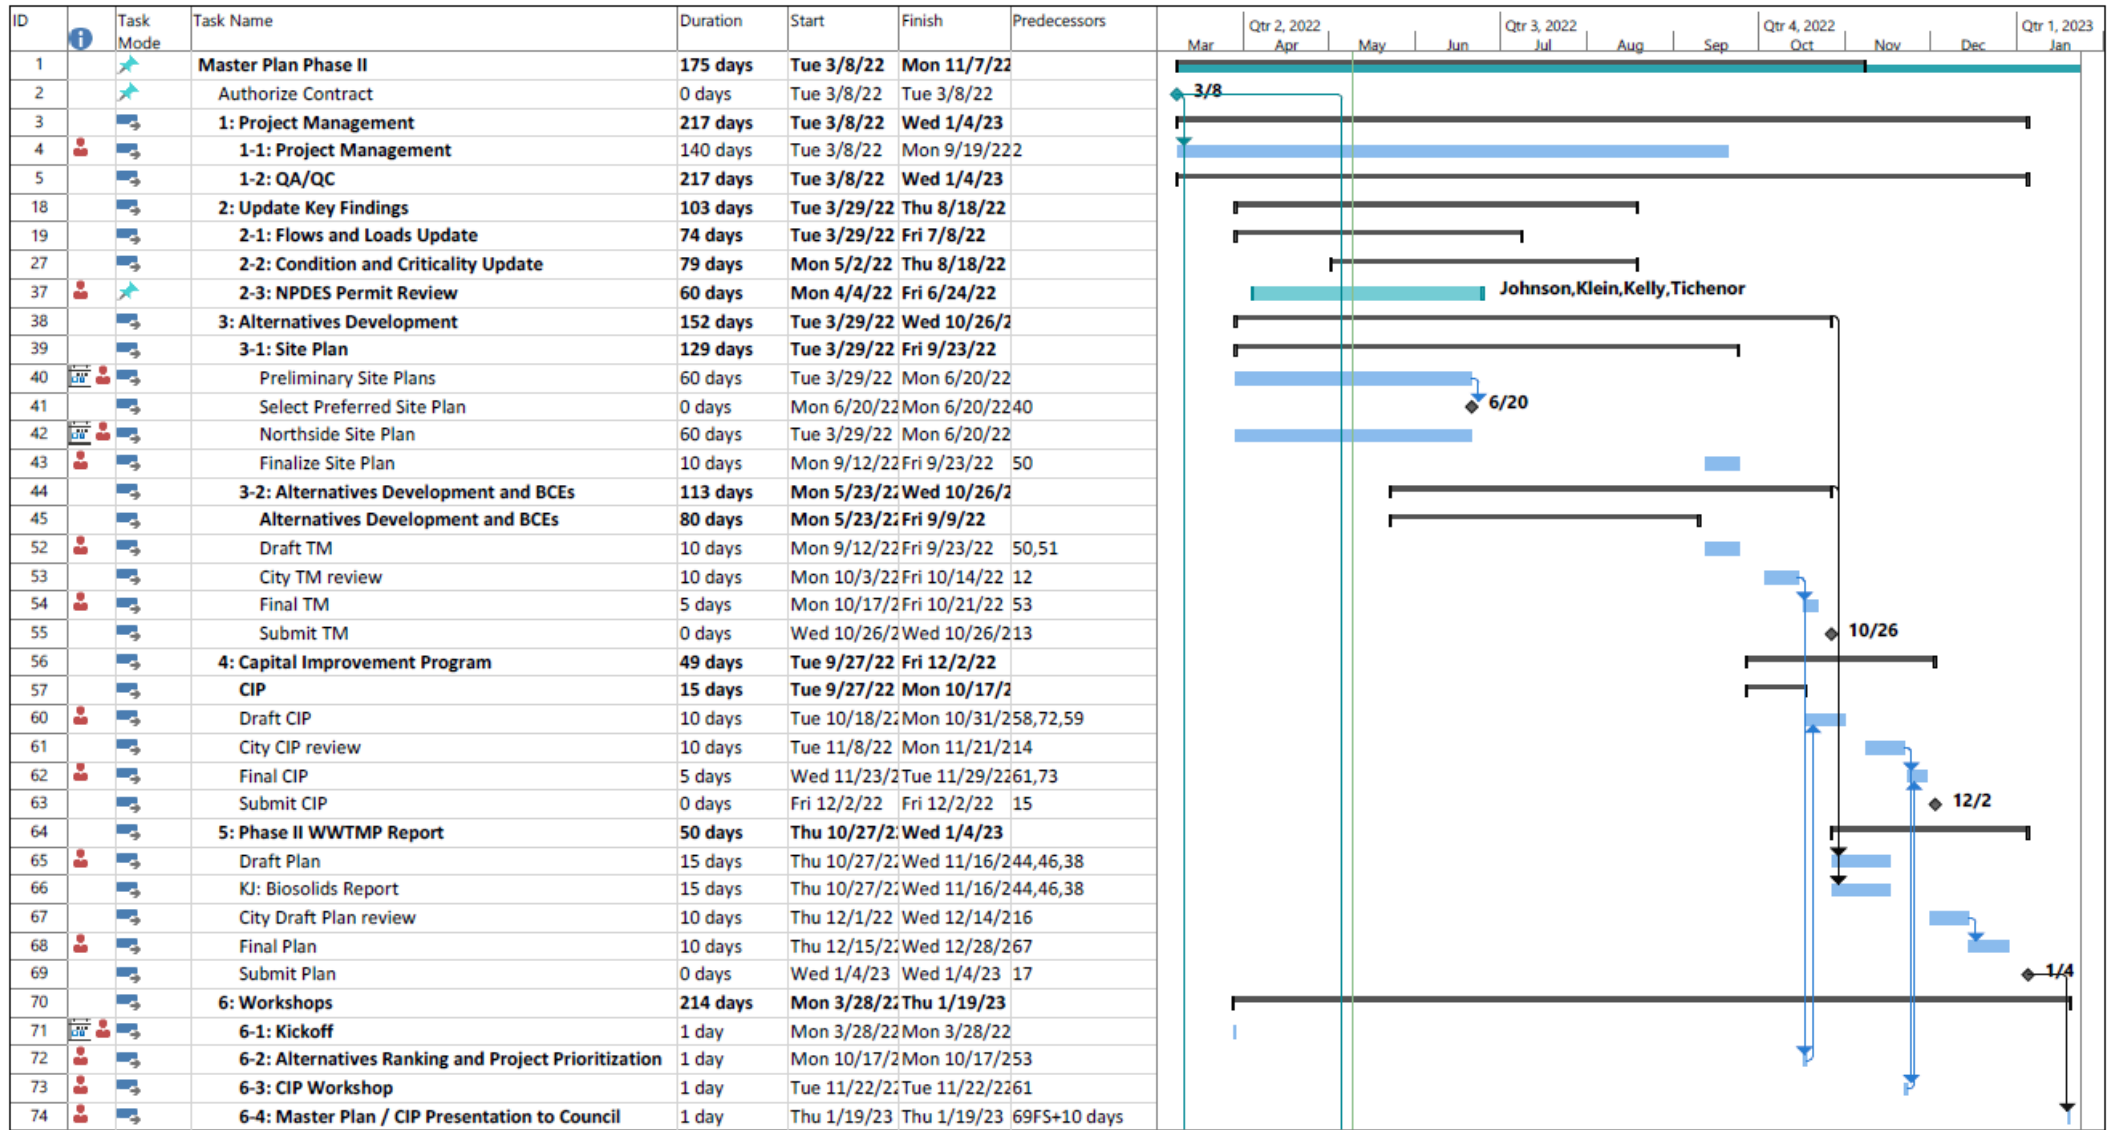 ID Task Mode Task Name Duration Start Finish Predecessors
Qtr 2, 2022 Qtr 3, 2022 Qtr 4, 2022 Qtr 1, 2023
Mar Apr May Jun Jul Aug Sep Oct Nov Dec Jan
1 Master Plan Phase II 175 days Tue 3/8/22 Mon 11/7/22
2 Authorize Contract 0 days Tue 3/8/22 Tue 3/8/22 3/8
3 1: Project Management 217 days Tue 3/8/22 Wed 1/4/23
4 1-1: Project Management 140 days Tue 3/8/22 Mon 9/19/22 2
5 1-2: QA/QC 217 days Tue 3/8/22 Wed 1/4/23
18 2: Update Key Findings 103 days Tue 3/29/22 Thu 8/18/22
19 2-1: Flows and Loads Update 74 days Tue 3/29/22 Fri 7/8/22
27 2-2: Condition and Criticality Update 79 days Mon 5/2/22 Thu 8/18/22
37 2-3: NPDES Permit Review 60 days Mon 4/4/22 Fri 6/24/22 Johnson,Klein,Kelly,Tichenor
38 3: Alternatives Development 152 days Tue 3/29/22 Wed 10/26/2
39 3-1: Site Plan 129 days Tue 3/29/22 Fri 9/23/22
40 Preliminary Site Plans 60 days Tue 3/29/22 Mon 6/20/22
41 Select Preferred Site Plan 0 days Mon 6/20/22 Mon 6/20/22 40 6/20
42 Northside Site Plan 60 days Tue 3/29/22 Mon 6/20/22
43 Finalize Site Plan 10 days Mon 9/12/22 Fri 9/23/22 50
44 3-2: Alternatives Development and BCEs 113 days Mon 5/23/22 Wed 10/26/2
45 Alternatives Development and BCEs 80 days Mon 5/23/22 Fri 9/9/22
52 Draft TM 10 days Mon 9/12/22 Fri 9/23/22 50,51
53 City TM review 10 days Mon 10/3/22 Fri 10/14/22 12
54 Final TM 5 days Mon 10/17/2 Fri 10/21/22 53
55 Submit TM 0 days Wed 10/26/2 Wed 10/26/2 13 10/26
56 4: Capital Improvement Program 49 days Tue 9/27/22 Fri 12/2/22
57 CIP 15 days Tue 9/27/22 Mon 10/17/2
60 Draft CIP 10 days Tue 10/18/22 Mon 10/31/2 58,72,59
61 City CIP review 10 days Tue 11/8/22 Mon 11/21/2 14
62 Final CIP 5 days Wed 11/23/2 Tue 11/29/22 61,73
63 Submit CIP 0 days Fri 12/2/22 Fri 12/2/22 15 12/2
64 5: Phase II WWTMP Report 50 days Thu 10/27/2 Wed 1/4/23
65 Draft Plan 15 days Thu 10/27/22 Wed 11/16/2 44,46,38
66 KJ: Biosolids Report 15 days Thu 10/27/22 Wed 11/16/2 44,46,38
67 City Draft Plan review 10 days Thu 12/1/22 Wed 12/14/2 16
68 Final Plan 10 days Thu 12/15/22 Wed 12/28/2 67
69 Submit Plan 0 days Wed 1/4/23 Wed 1/4/23 17 1/4
70 6: Workshops 214 days Mon 3/28/22 Thu 1/19/23
71 6-1: Kickoff 1 day Mon 3/28/22 Mon 3/28/22
72 6-2: Alternatives Ranking and Project Prioritization 1 day Mon 10/17/2 Mon 10/17/2 53
73 6-3: CIP Workshop 1 day Tue 11/22/22 Tue 11/22/22 61
74 6-4: Master Plan / CIP Presentation to Council 1 day Thu 1/19/23 Thu 1/19/23 69FS+10 days